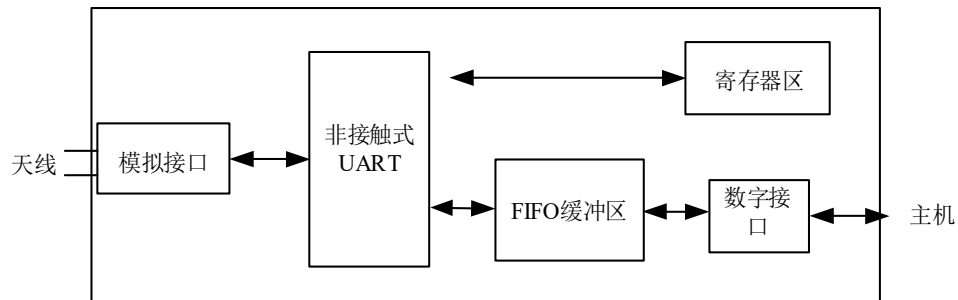 寄存器区
非接触式
UART
天线
模拟接口
FIFO缓冲区
数字接
口
主机